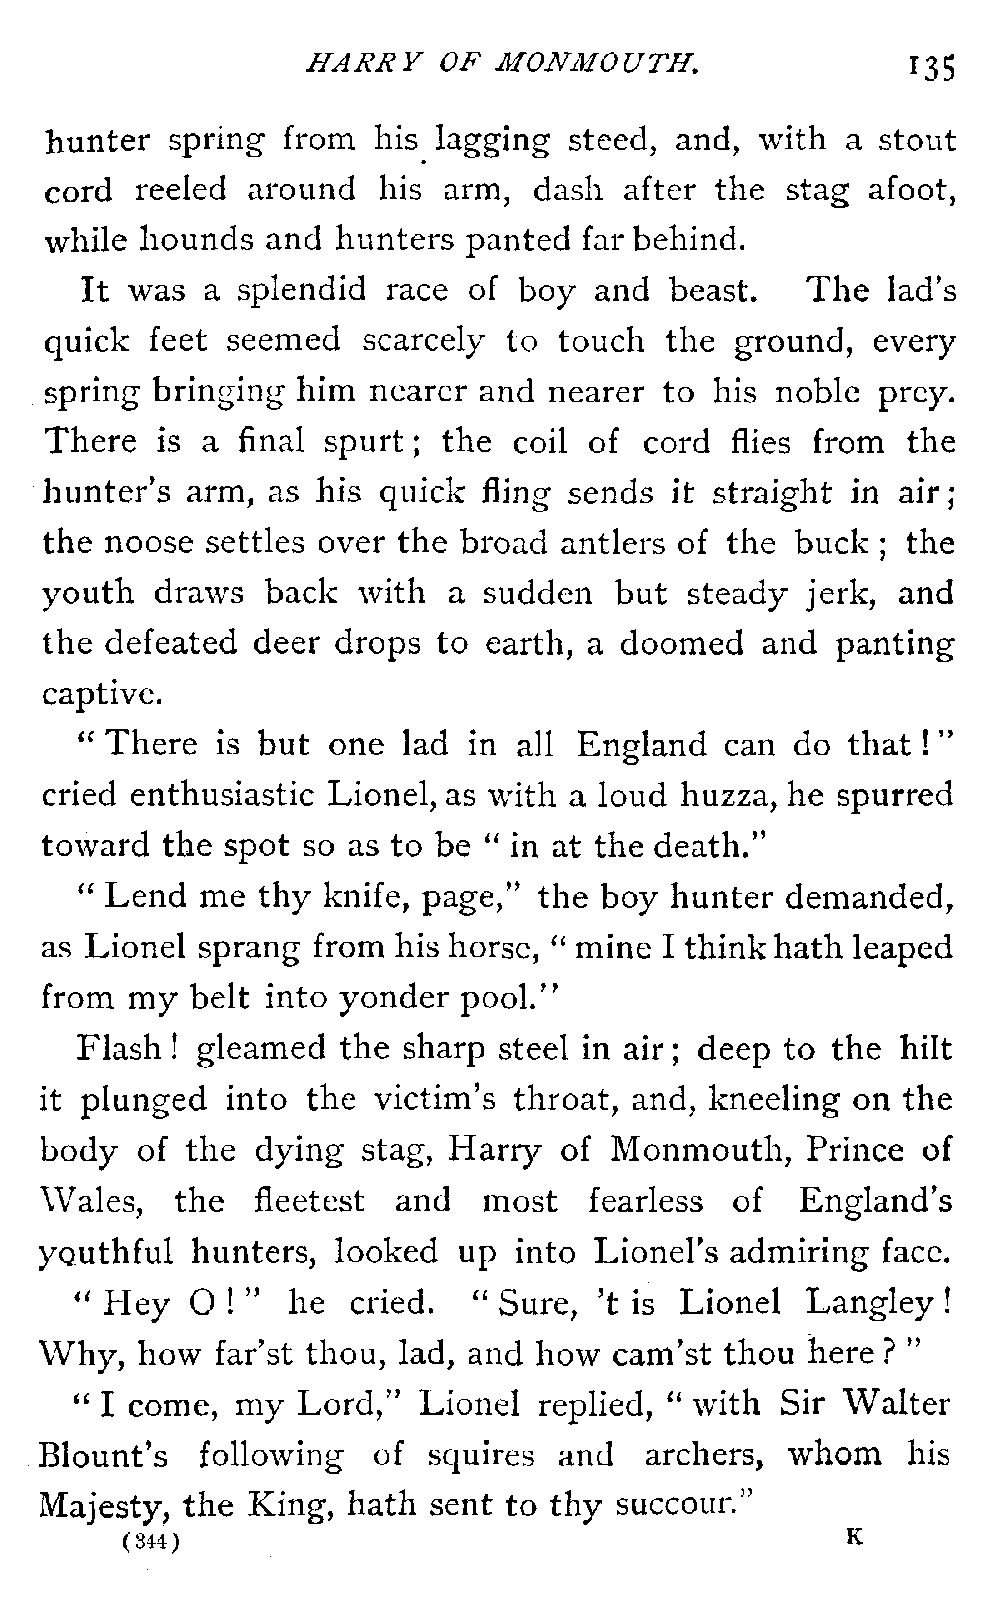 HARRY OF MONMOUTH. 135
hunter spring from his lagging steed, and, with a stout
cord reeled around his arm, dash after the stag afoot,
while hounds and hunters panted far behind.
It was a splendid race of boy and beast. The lad's
quick feet seemed scarcely to touch the ground, every
spring bringing him nearer and nearer to his noble prey.
There is a final spurt; the coil of cord flies from the
hunter's arm, as his quick fling sends it straight in air;
the noose settles over the broad antlers of the buck; the
youth draws back with a sudden but steady jerk, and
the defeated deer drops to earth, a doomed and panting
captive.
"There is but one lad in all England can do that!"
cried enthusiastic Lionel, as with a loud huzza, he spurred
toward the spot so as to be "in at the death."
"Lend me thy knife, page," the boy hunter demanded,
as Lionel sprang from his horse, "mine I think hath leaped
from my belt into yonder pool."
Flash! gleamed the sharp steel in air; deep to the hilt
it plunged into the victim's throat, and, kneeling on the
body of the dying stag, Harry of Monmouth, Prince of
Wales, the fleetest and most fearless of England's
youthful hunters, looked up into Lionel's admiring face.
"Hey O!" he cried. "Sure, 't is Lionel Langley!
Why, how far'st thou, lad, and how cam'st thou here?"
"I come, my Lord," Lionel replied, "with Sir Walter
Blount's following of squires and archers, whom his
Majesty, the King, hath sent to thy succour."
(344) K